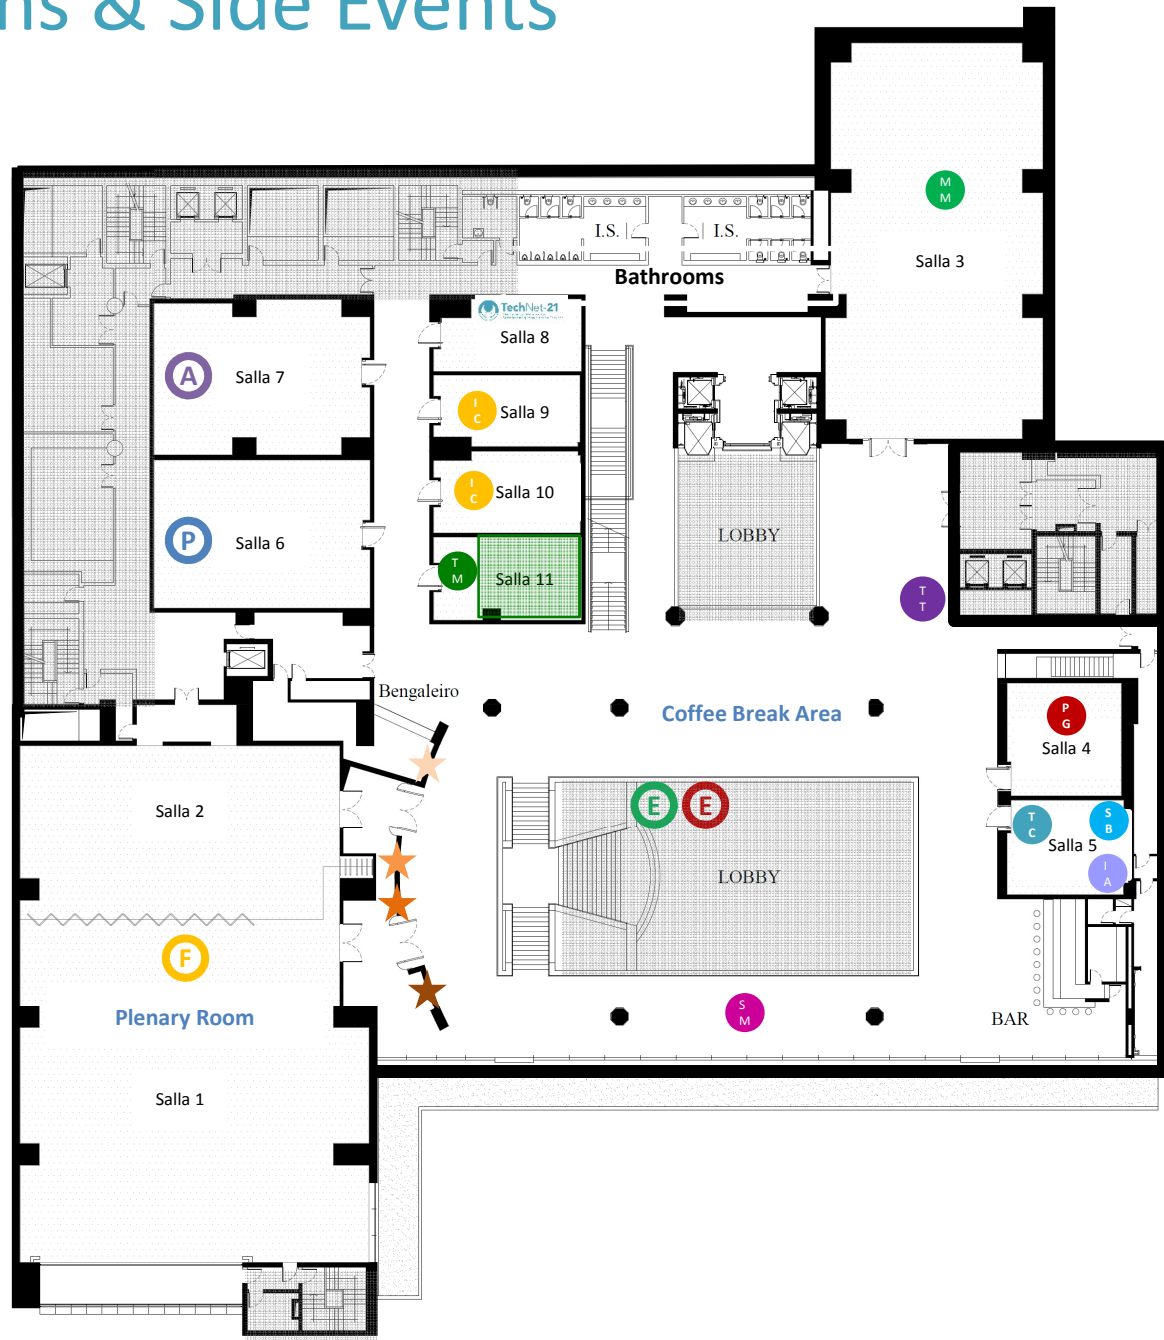 ns & Side Events
M
M
I.S.
I.S.
Salla 3
Bathrooms
TechNet-21
Salla 8
A
Salla 7
I
C
Salla 9
I
C
Salla 10
P
Salla 6
LOBBY
T
M
Salla 11
T
T
Bengaleiro
Coffee Break Area
P
G
Salla 4
Salla 2
E
E
T
C
S
B
Salla 5
I
A
LOBBY
F
Plenary Room
S
M
BAR
Salla 1